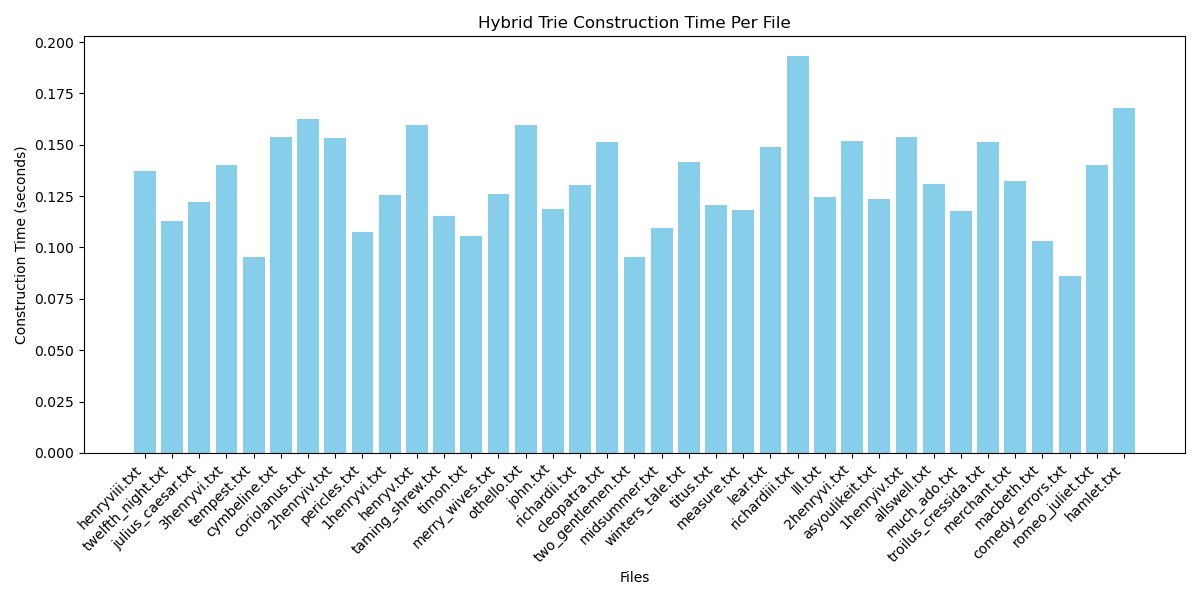 Hybrid Trie Construction Time Per File
Construction Time (seconds)
0.200
0.175
0.150
0.125
0.100
0.075
0.050
0.025
0.000
henryviii.txt
twelfth_night.txt
julius_caesar.txt
3henryvi.txt
tempest.txt
cymbeline.txt
coriolanus.txt
2henryiv.txt
pericles.txt
1henryvi.txt
henryv.txt
taming_shrew.txt
timon.txt
merry_wives.txt
othello.txt
john.txt
richardii.txt
cleopatra.txt
two_gentlemen.txt
midsummer.txt
winters_tale.txt
titus.txt
measure.txt
lear.txt
richardiii.txt
lll.txt
2henryvi.txt
asyoulikeit.txt
1henryiv.txt
allswell.txt
much_ado.txt
troilus_cressida.txt
merchant.txt
macbeth.txt
comedy_errors.txt
romeo_juliet.txt
hamlet.txt
Files